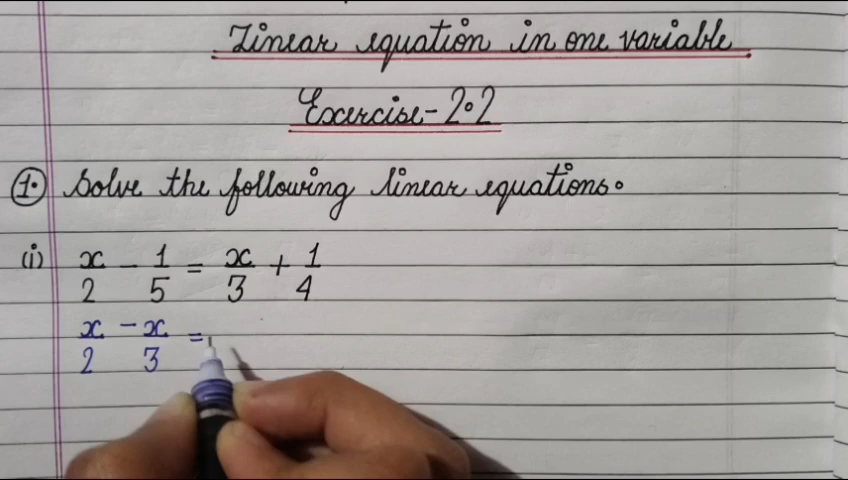 Linear equation in one variable
Exercise-2.2
1. Solve the following linear equations.
(i) x/2 - 1/5 = x/3 + 1/4
x/2 - x/3 =